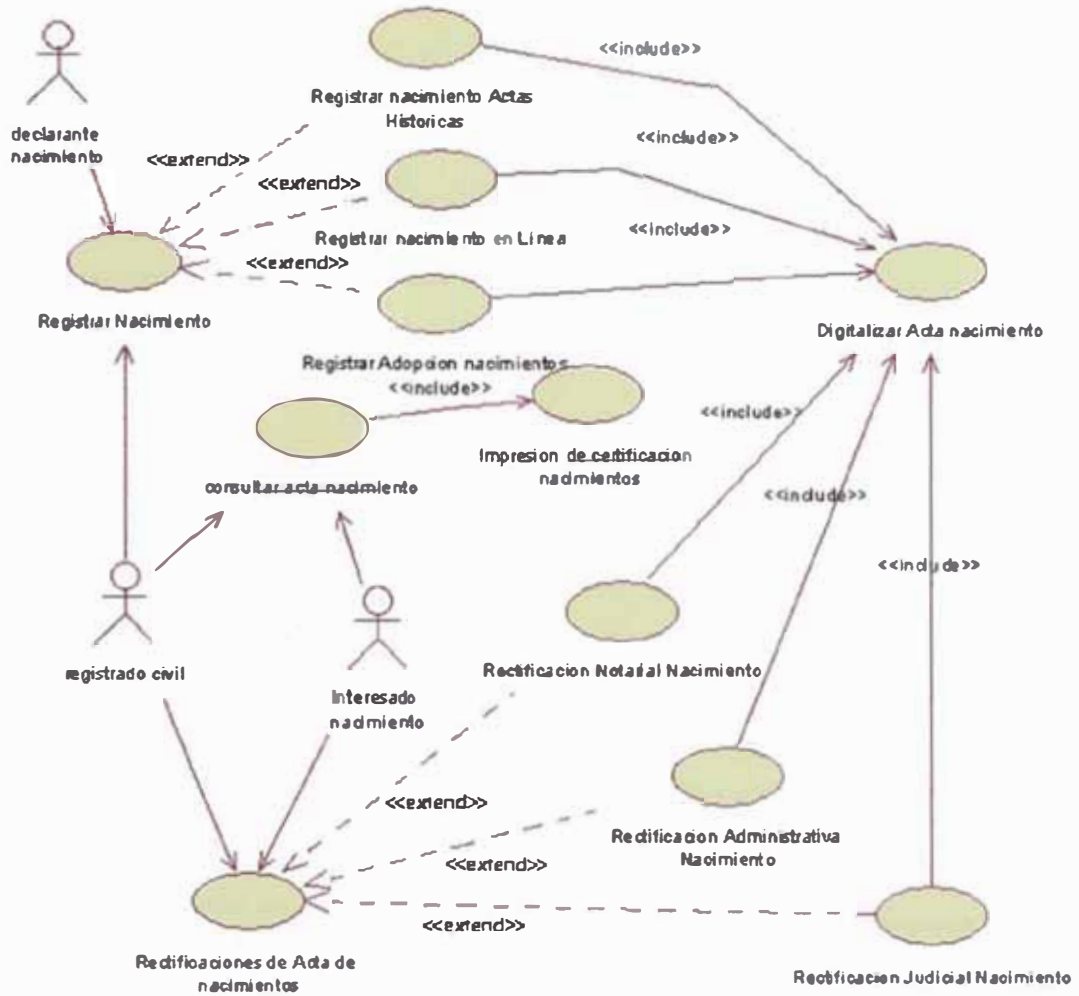 <<include>>
Registrar nacimiento Actas
Historicas
declarante
nacimiento
<<include>>
<<extend>>
<<extend>>
<<include>>
Registrar nacimiento en Linea
<<extend>>
Registrar Nacimiento
Digitalizar Acta nacimiento
Registrar Adopcion nacimientos
<<include>>
<<include>>
Impresion de certificacion
nacimientos
consultar acta nacimiento
<<include>>
<<include>>
registrado civil
Rectificacion Notarial Nacimiento
Interesado
nacimiento
<<extend>>
Rectificacion Administrativa
Nacimiento
<<extend>>
<<extend>>
Rectificaciones de Acta de
nacimientos
Rectificacion Judicial Nacimiento